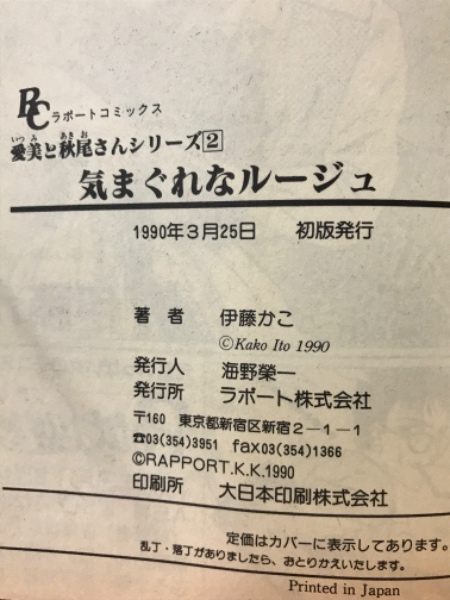 RC ラポートコミックス
いつみ あきお
愛美と秋尾さんシリーズ2
気まぐれなルージュ
1990年3月25日 初版発行
著者 伊藤かこ
©Kako Ito 1990
発行人 海野榮一
発行所 ラポート株式会社
〒160 東京都新宿区新宿2-1-1
☎03(354)3951 fax03(354)1366
©RAPPORT.K.K.1990
印刷所 大日本印刷株式会社
定価はカバーに表示してあります。
乱丁・落丁がありましたら、おとりかえいたします。
Printed in Japan